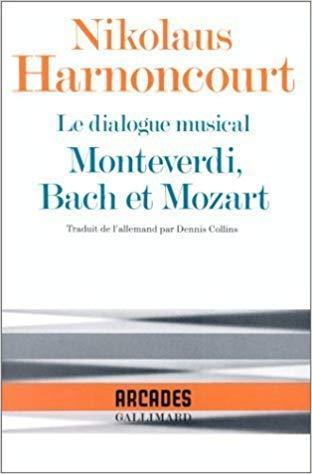 Nikolaus
Harnoncourt
Le dialogue musical
Monteverdi,
Bach et Mozart
Traduit de l'allemand par Dennis Collins
ARCADES
GALLIMARD